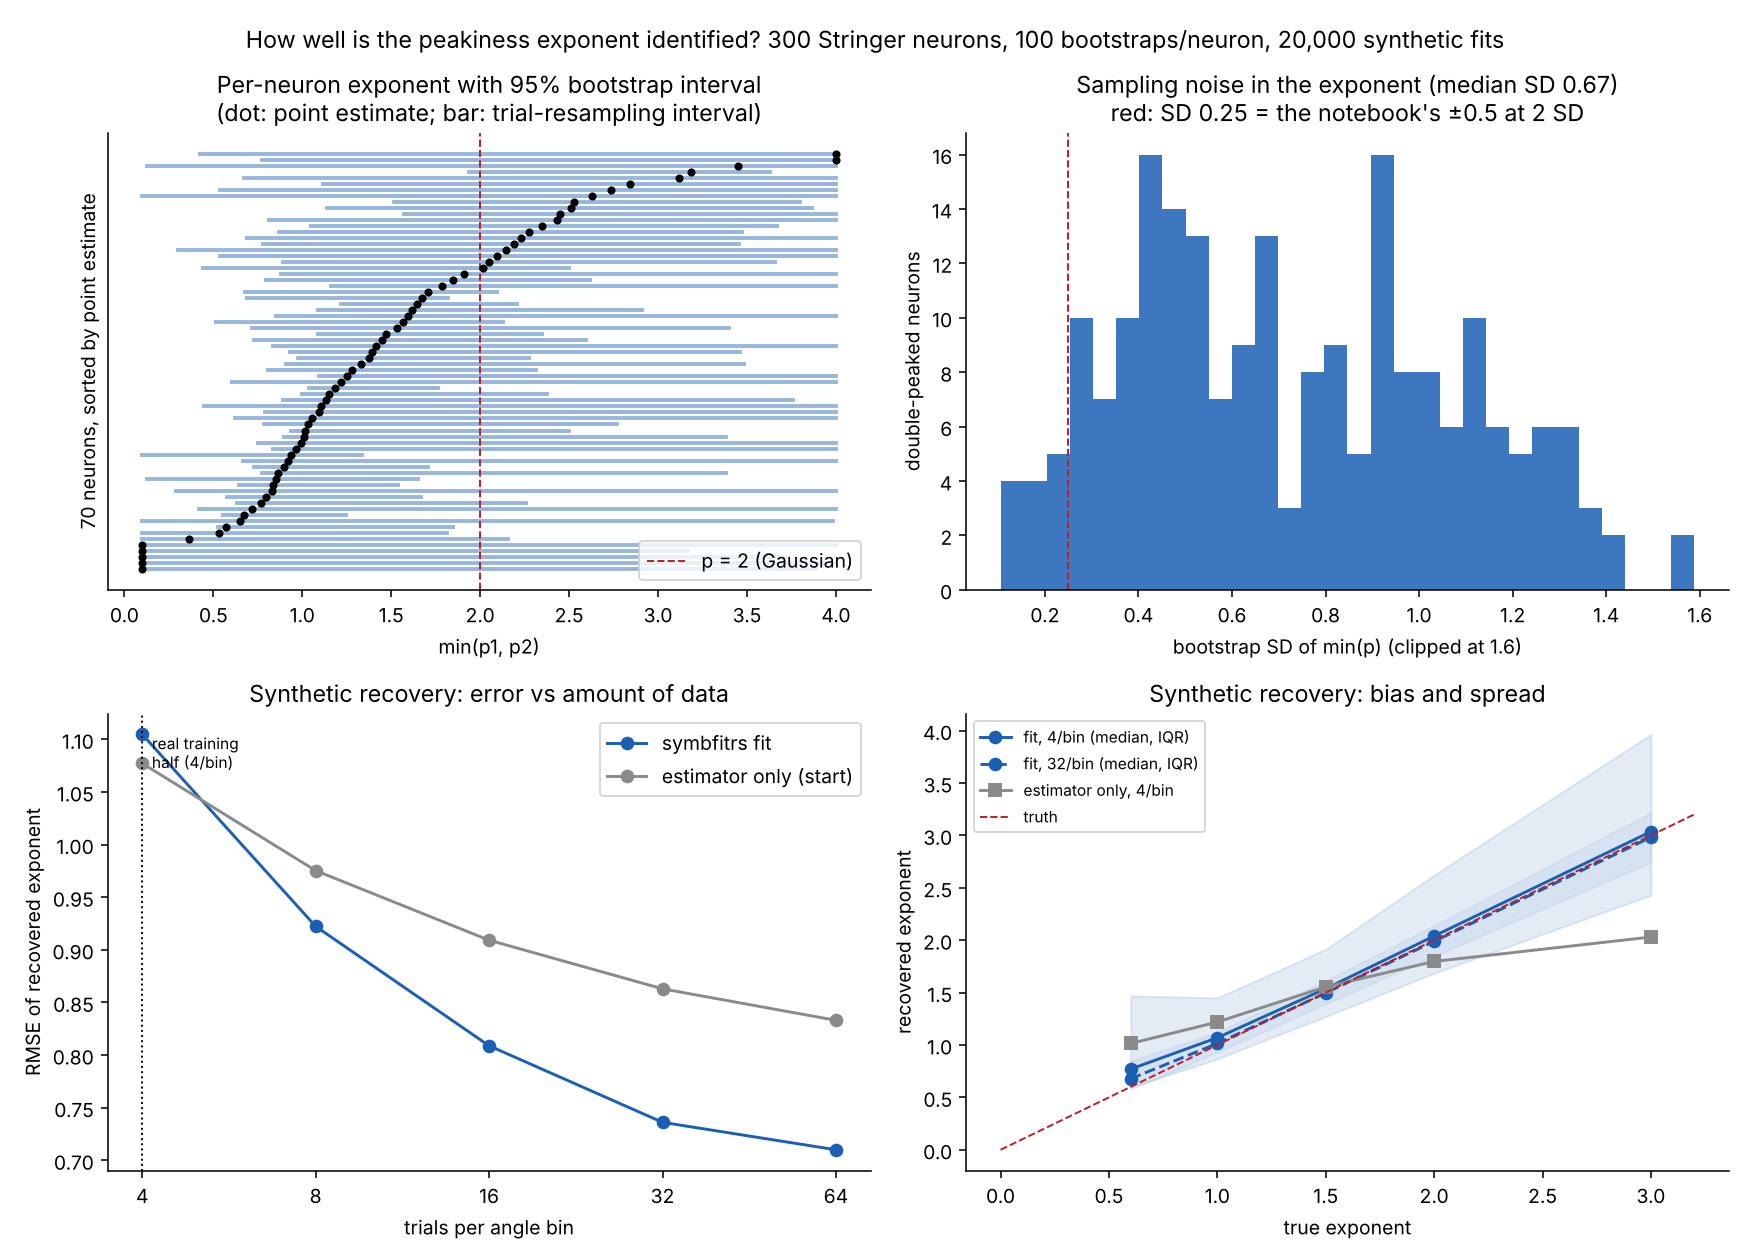 How well is the peakiness exponent identified? 300 Stringer neurons, 100 bootstraps/neuron, 20,000 synthetic fits
Per-neuron exponent with 95% bootstrap interval
(dot: point estimate; bar: trial-resampling interval)
70 neurons, sorted by point estimate
p = 2 (Gaussian)
0.0 0.5 1.0 1.5 2.0 2.5 3.0 3.5 4.0
min(p1, p2)
Sampling noise in the exponent (median SD 0.67)
red: SD 0.25 = the notebook's ±0.5 at 2 SD
double-peaked neurons
16
14
12
10
8
6
4
2
0
0.2 0.4 0.6 0.8 1.0 1.2 1.4 1.6
bootstrap SD of min(p) (clipped at 1.6)
Synthetic recovery: error vs amount of data
RMSE of recovered exponent
1.10
1.05
1.00
0.95
0.90
0.85
0.80
0.75
0.70
real training
half (4/bin)
symbfitrs fit
estimator only (start)
4 8 16 32 64
trials per angle bin
Synthetic recovery: bias and spread
recovered exponent
4.0
3.5
3.0
2.5
2.0
1.5
1.0
0.5
0.0
fit, 4/bin (median, IQR)
fit, 32/bin (median, IQR)
estimator only, 4/bin
truth
0.0 0.5 1.0 1.5 2.0 2.5 3.0
true exponent